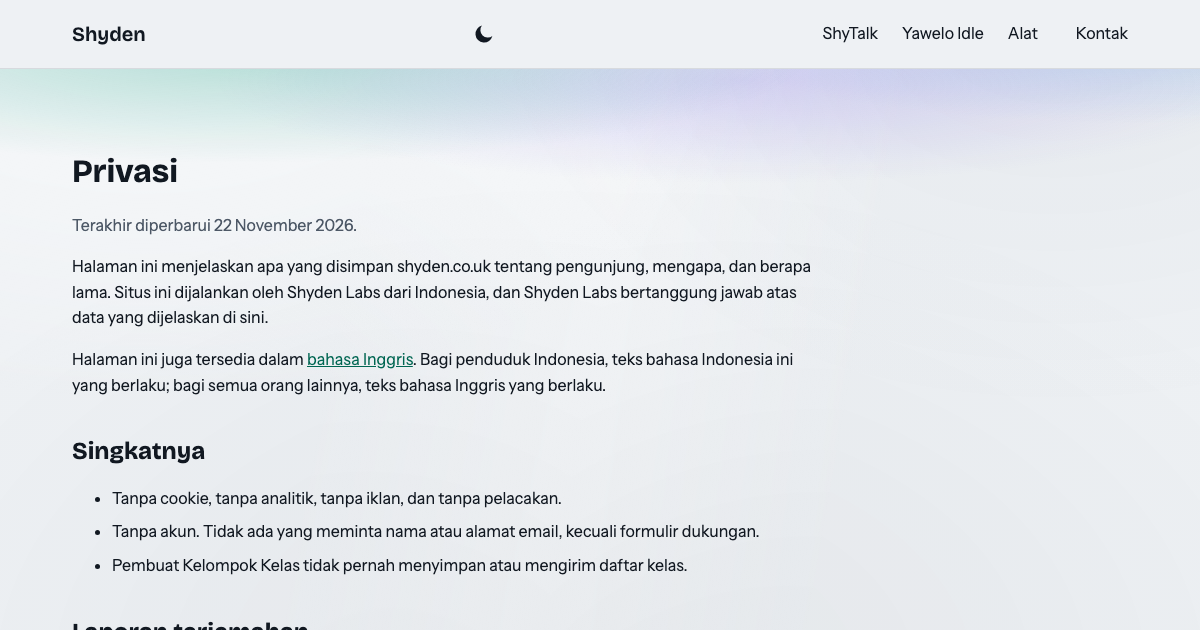 Shyden
ShyTalk
Yawelo Idle
Alat
Kontak
Privasi
Terakhir diperbarui 22 November 2026.
Halaman ini menjelaskan apa yang disimpan shyden.co.uk tentang pengunjung, mengapa, dan berapa
lama. Situs ini dijalankan oleh Shyden Labs dari Indonesia, dan Shyden Labs bertanggung jawab atas
data yang dijelaskan di sini.
Halaman ini juga tersedia dalam bahasa Inggris. Bagi penduduk Indonesia, teks bahasa Indonesia ini
yang berlaku; bagi semua orang lainnya, teks bahasa Inggris yang berlaku.
Singkatnya
Tanpa cookie, tanpa analitik, tanpa iklan, dan tanpa pelacakan.
Tanpa akun. Tidak ada yang meminta nama atau alamat email, kecuali formulir dukungan.
Pembuat Kelompok Kelas tidak pernah menyimpan atau mengirim daftar kelas.
Laporan terjemahan